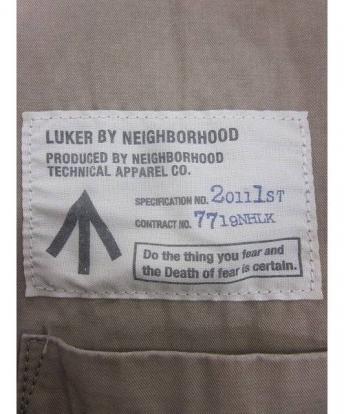 LUKER BY NEIGHBORHOOD
PRODUCED BY NEIGHBORHOOD
TECHNICAL APPAREL CO.
SPECIFICATION NO. 20111ST
CONTRACT NO. 7719NHLK
Do the thing you fear and
the Death of fear is certain.